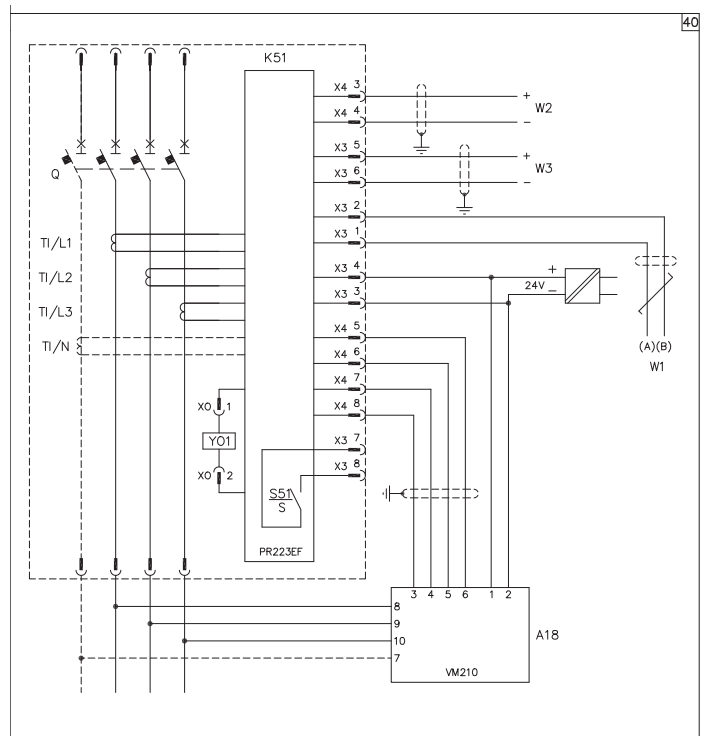 40
K51
X4 3
+
W2
X4 4
−
X3 5
+
W3
X3 6
−
Q
X3 2
X3 1
TI/L1
TI/L2
X3 4
+
24V −
X3 3
TI/L3
TI/N
X4 5
(A)(B)
X4 6
W1
X4 7
X4 8
X0 1
Y01
X3 7
X0 2
X3 8
S51
S
PR223EF
3 4 5 6 1 2
8
9
10
A18
7
VM210